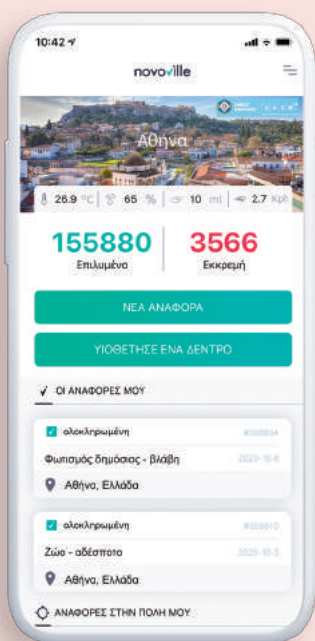 10:42
novoville
Αθήνα
26.9 °C 65 % 10 ml 2.7 Kph
155880 3566
Επιλυμένα Εκκρεμή
ΝΕΑ ΑΝΑΦΟΡΑ
ΥΙΟΘΕΤΗΣΕ ΕΝΑ ΔΕΝΤΡΟ
ΟΙ ΑΝΑΦΟΡΕΣ ΜΟΥ
ολοκληρωμένη
Φωτισμός δημόσιος - βλάβη 2020-10-6
Αθήνα, Ελλάδα
ολοκληρωμένη
Ζώο - αδέσποτο 2020-10-3
Αθήνα, Ελλάδα
ΑΝΑΦΟΡΕΣ ΣΤΗΝ ΠΟΛΗ ΜΟΥ